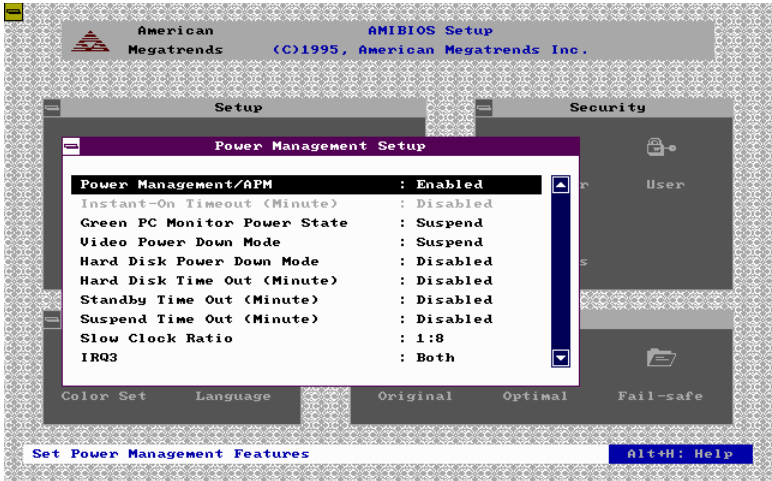 American AMIBIOS Setup
Megatrends (C)1995, American Megatrends Inc.
Setup
Security
Power Management Setup
Power Management/APM : Enabled
Instant-On Timeout (Minute) : Disabled
Green PC Monitor Power State : Suspend
Video Power Down Mode : Suspend
Hard Disk Power Down Mode : Disabled
Hard Disk Time Out (Minute) : Disabled
Standby Time Out (Minute) : Disabled
Suspend Time Out (Minute) : Disabled
Slow Clock Ratio : 1:8
IRQ3 : Both
User
Color Set Language Original Optimal Fail-safe
Set Power Management Features Alt+H: Help